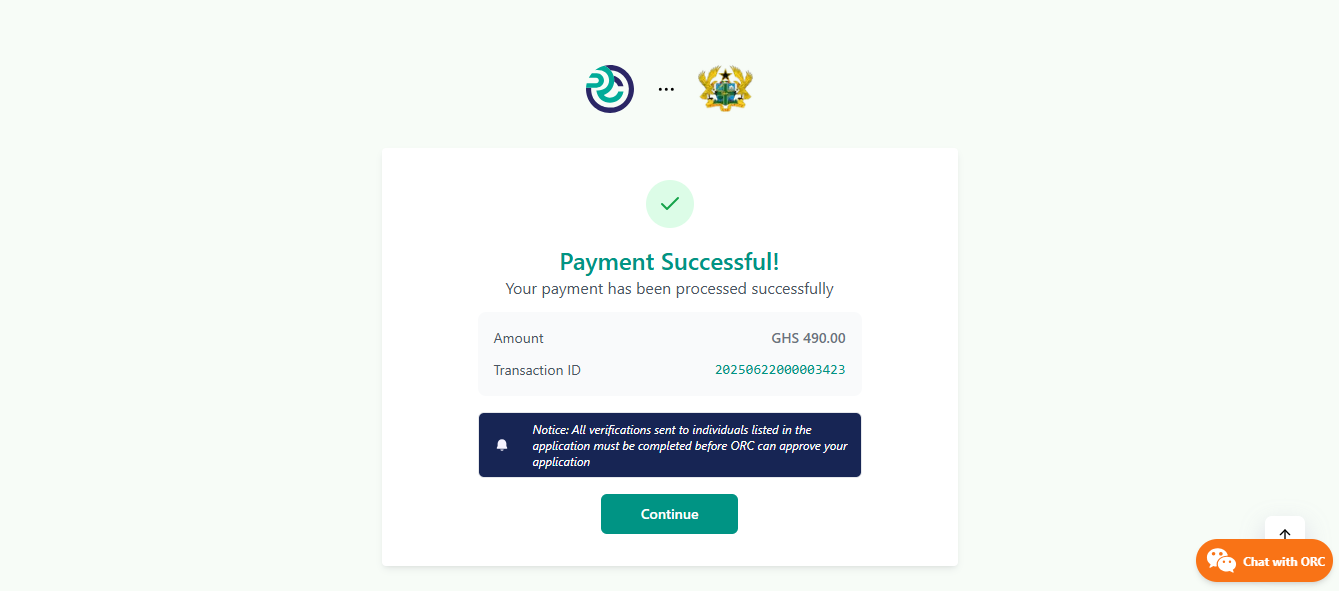 Payment Successful!
Your payment has been processed successfully
Amount GHS 490.00
Transaction ID 20250622000003423
Notice: All verifications sent to individuals listed in the
application must be completed before ORC can approve your
application
Continue
Chat with ORC